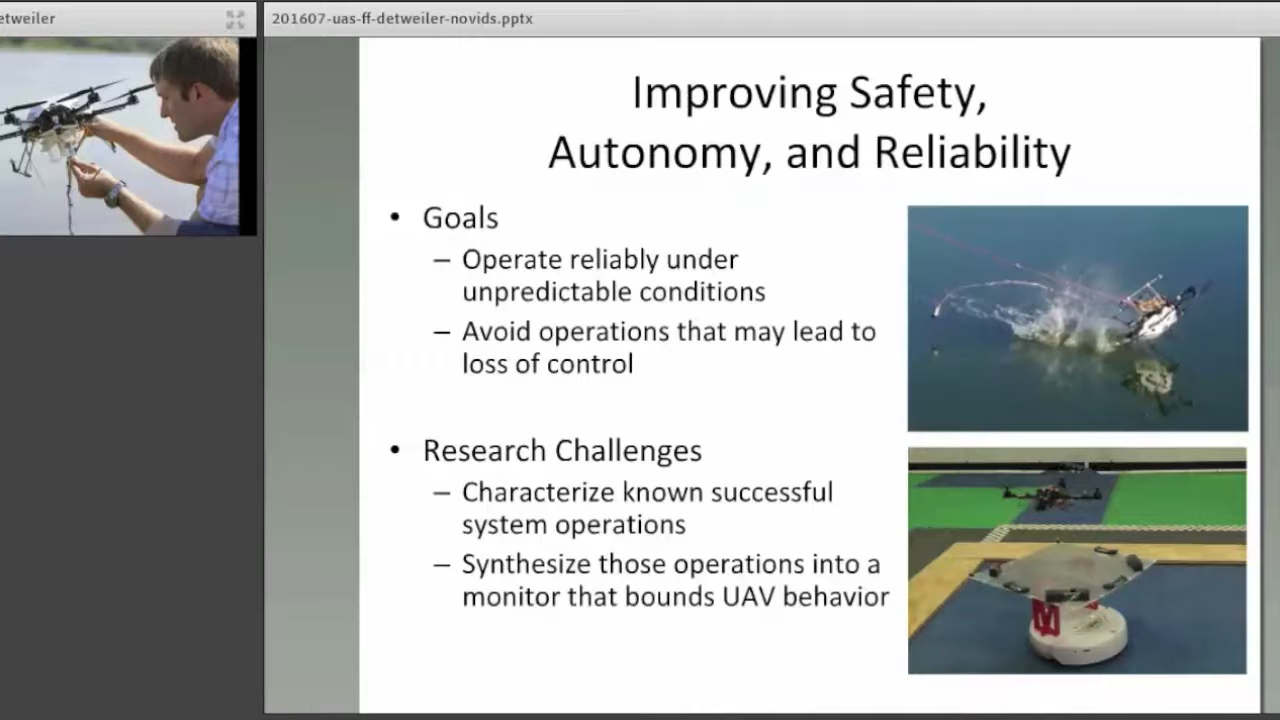 etweiler
201607-uas-ff-detweiler-novids.pptx
Improving Safety,
Autonomy, and Reliability
• Goals
– Operate reliably under
unpredictable conditions
– Avoid operations that may lead to
loss of control
• Research Challenges
– Characterize known successful
system operations
– Synthesize those operations into a
monitor that bounds UAV behavior